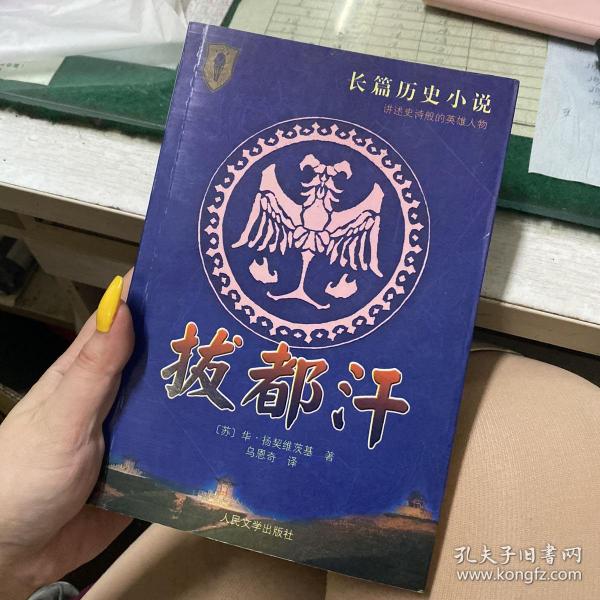 长篇历史小说
讲述史诗般的英雄人物
拔都汗
〔苏〕华·扬契维茨基 著
乌恩奇 译
人民文学出版社
孔夫子旧书网
www.kongfz.com